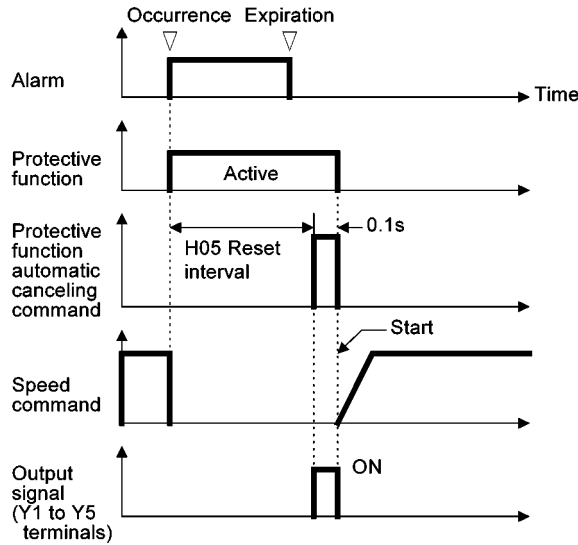 Occurrence Expiration
Alarm
Time
Protective
function
Active
Protective
function
automatic
canceling
command
H05 Reset
interval
0.1s
Start
Speed
command
Output
signal
(Y1 to Y5
terminals)
ON